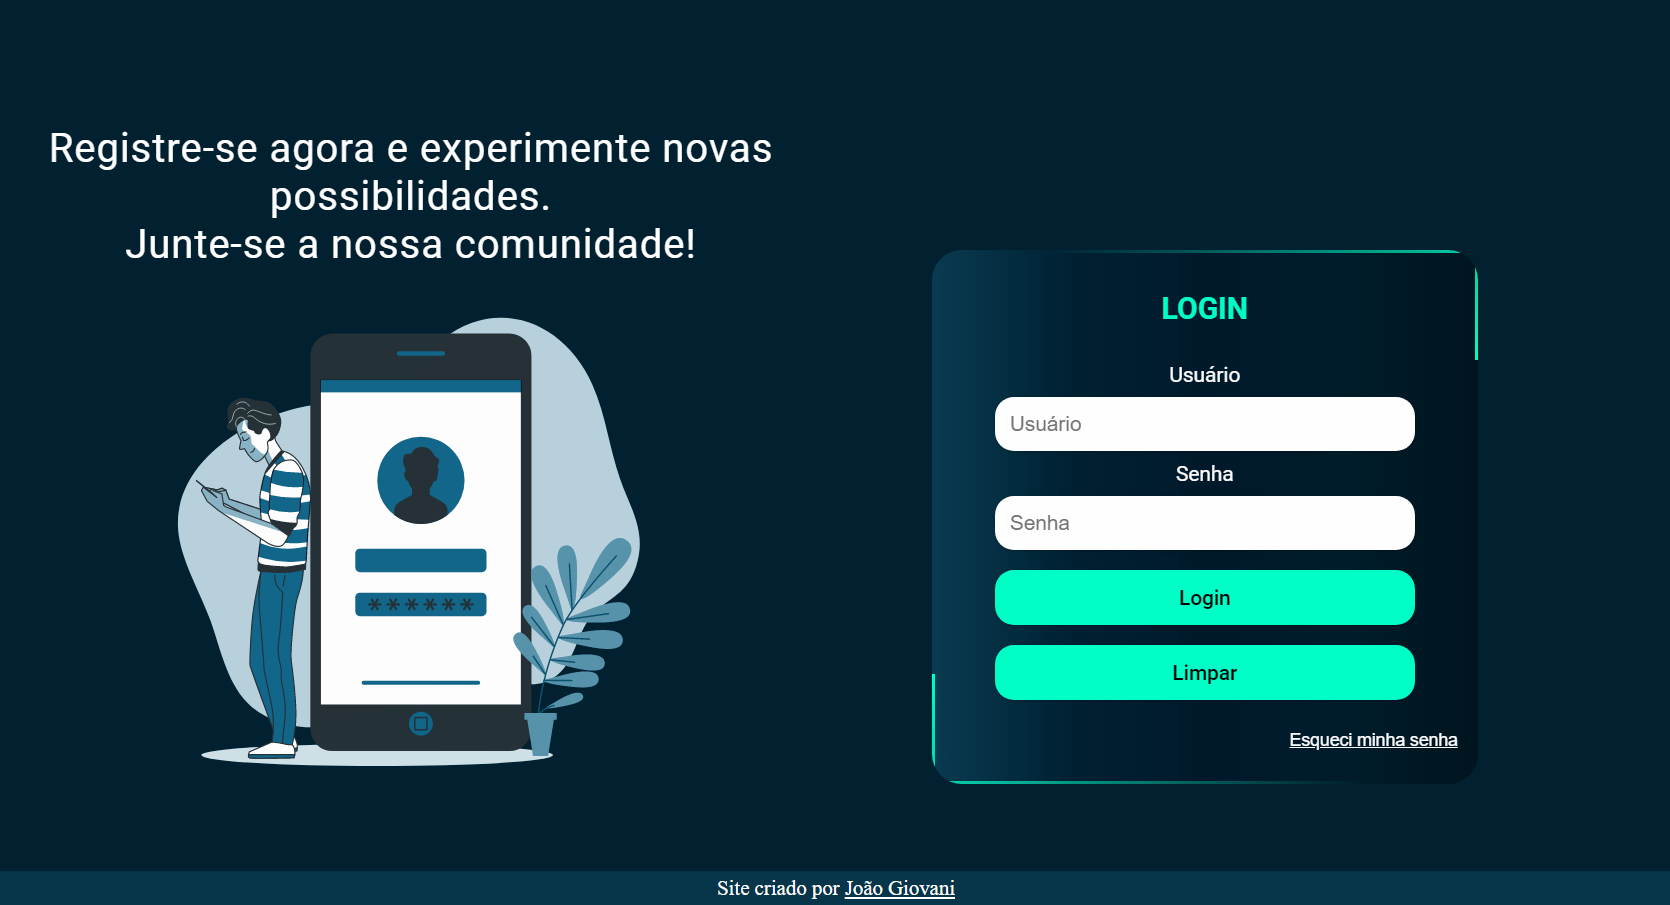 Registre-se agora e experimente novas
possibilidades.
Junte-se a nossa comunidade!
******
LOGIN
Usuário
Usuário
Senha
Senha
Login
Limpar
Esqueci minha senha
Site criado por João Giovani